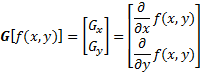 G[f(x,y)] = [G_x G_y] = [∂/∂x f(x,y) ∂/∂y f(x,y)]